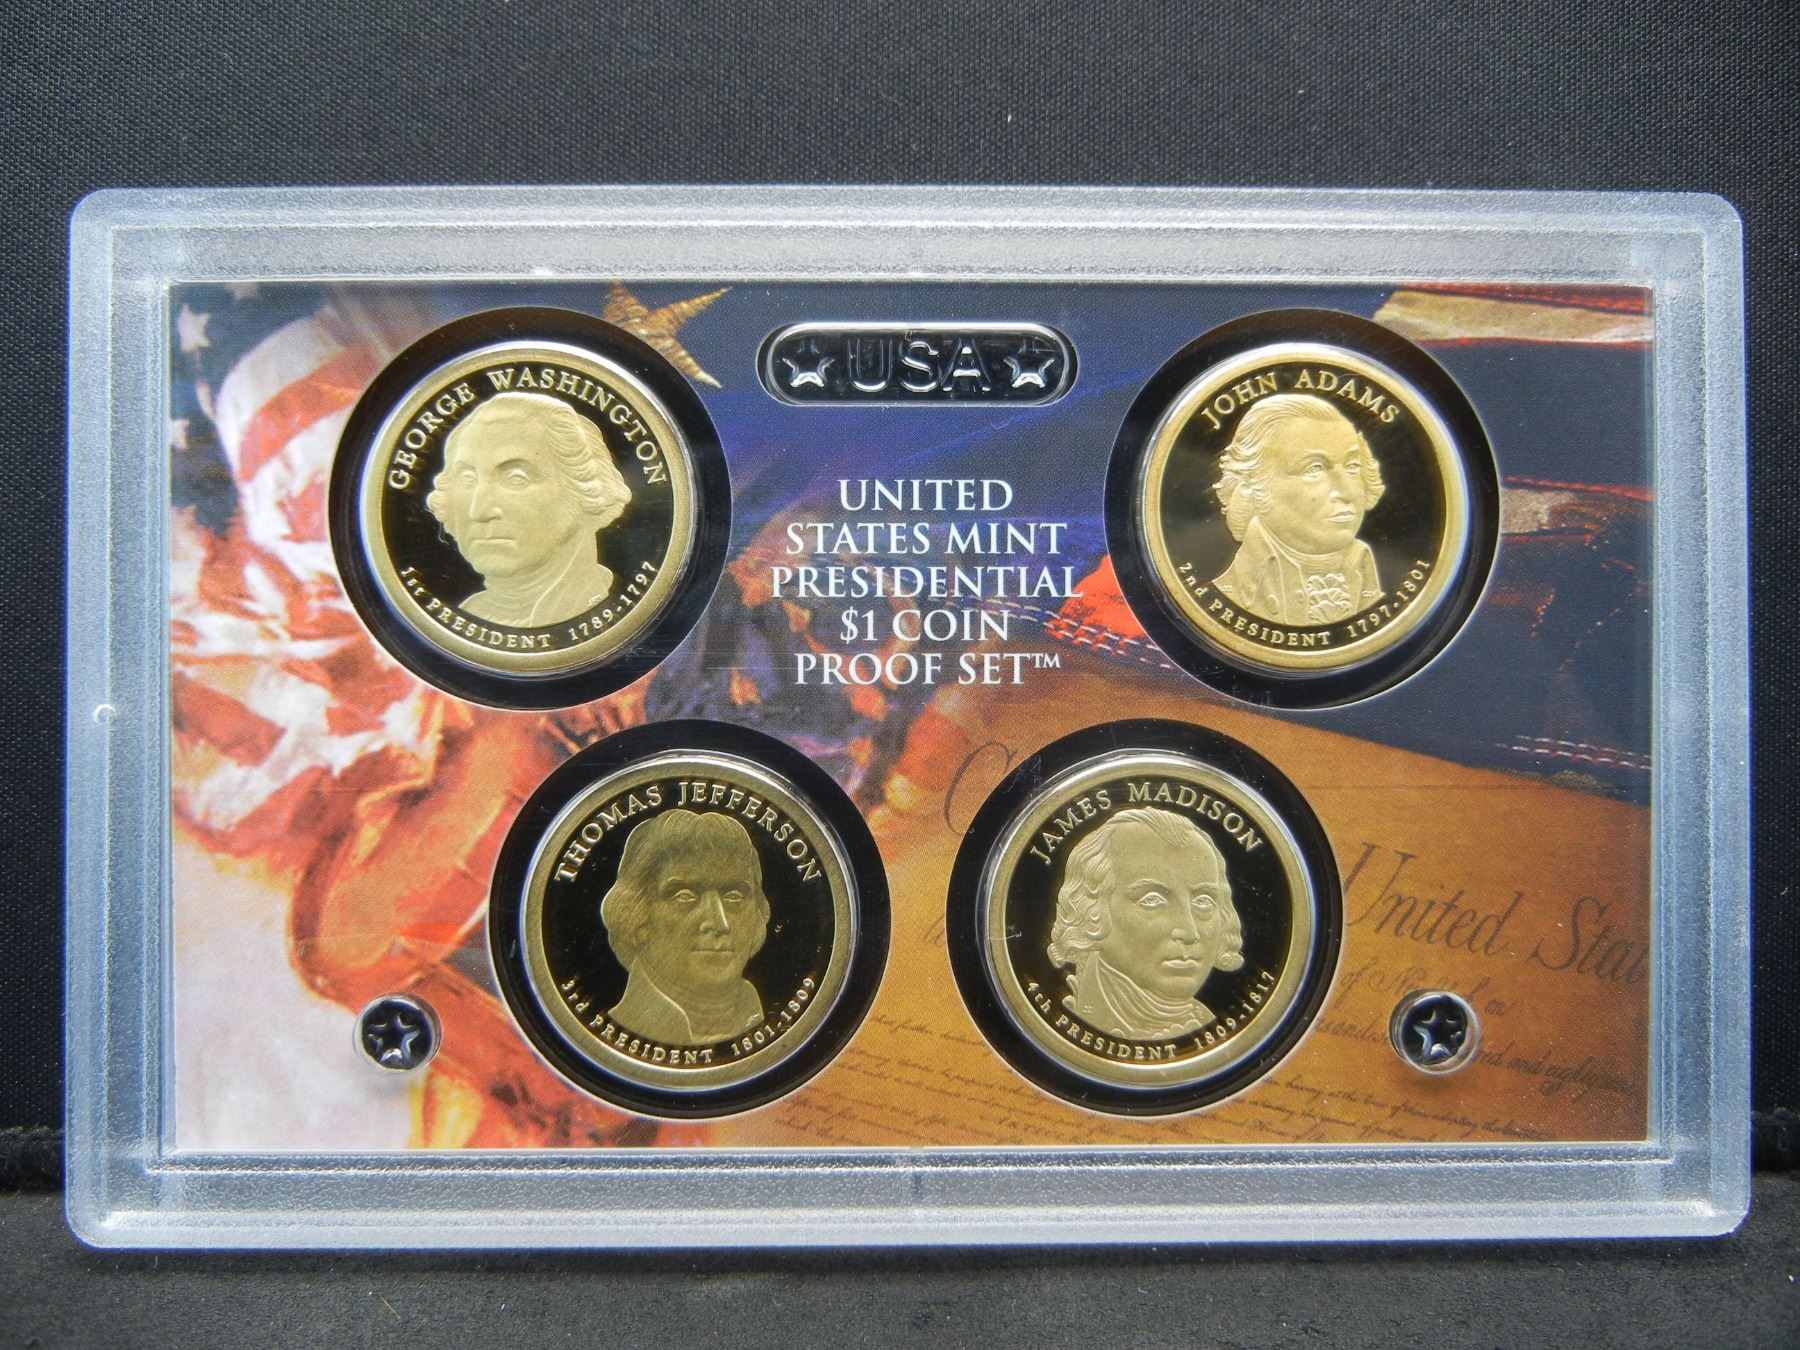 USA
GEORGE WASHINGTON
1st PRESIDENT 1789-1797
JOHN ADAMS
2nd PRESIDENT 1797-1801
UNITED
STATES MINT
PRESIDENTIAL
$1 COIN
PROOF SET™
THOMAS JEFFERSON
3rd PRESIDENT 1801-1809
JAMES MADISON
4th PRESIDENT 1809-1817
United Stat